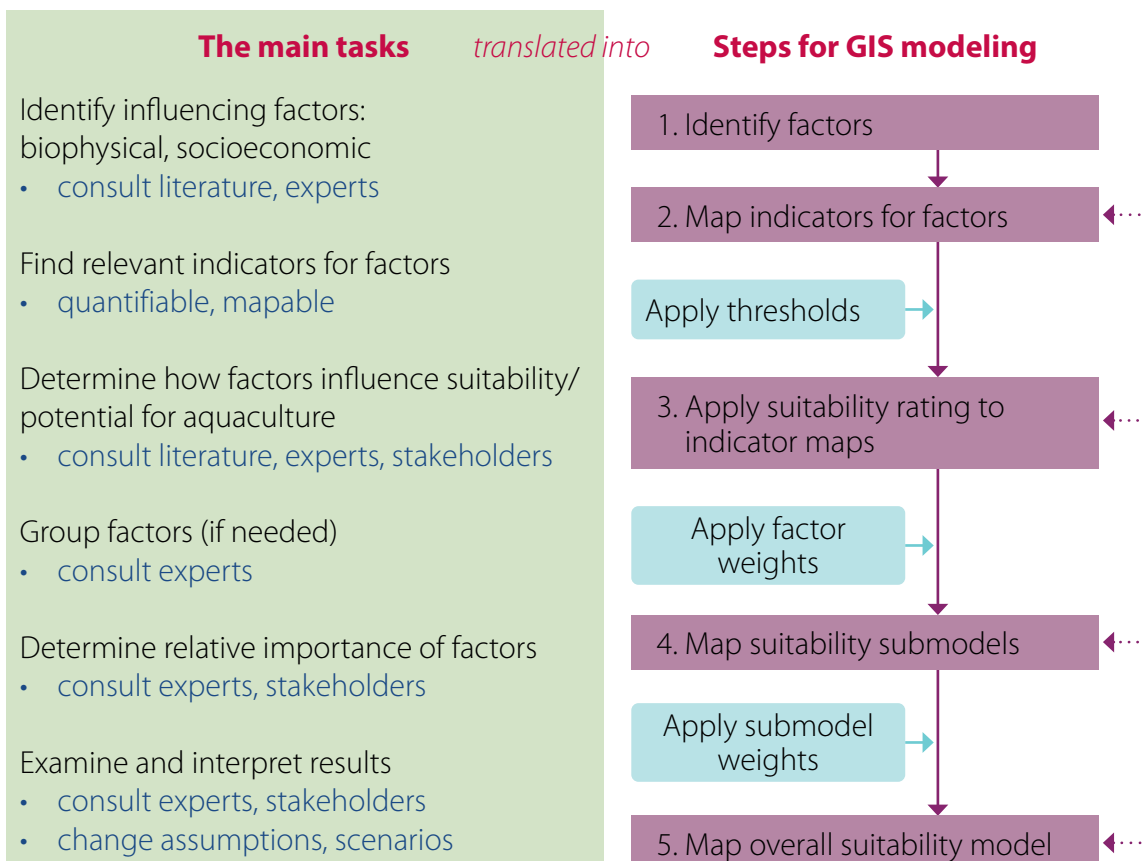 The main tasks translated into Steps for GIS modeling
Identify influencing factors:
biophysical, socioeconomic
• consult literature, experts
Find relevant indicators for factors
• quantifiable, mapable
Determine how factors influence suitability/
potential for aquaculture
• consult literature, experts, stakeholders
Group factors (if needed)
• consult experts
Determine relative importance of factors
• consult experts, stakeholders
Examine and interpret results
• consult experts, stakeholders
• change assumptions, scenarios
1. Identify factors
2. Map indicators for factors
Apply thresholds
3. Apply suitability rating to
indicator maps
Apply factor
weights
4. Map suitability submodels
Apply submodel
weights
5. Map overall suitability model